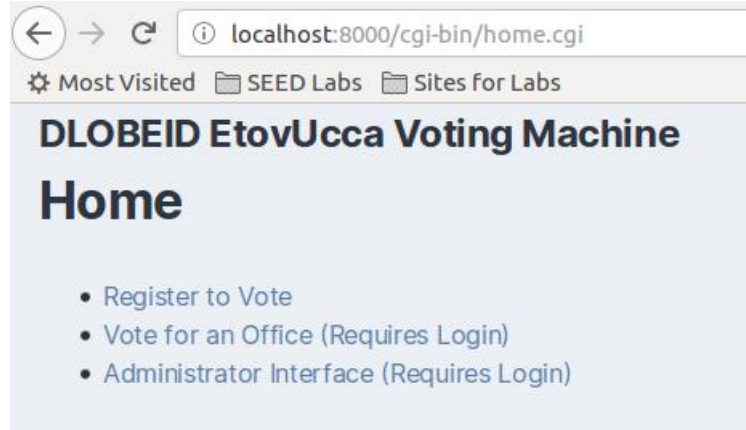 localhost:8000/cgi-bin/home.cgi
Most Visited SEED Labs Sites for Labs
DLOBEID EtovUcca Voting Machine
Home
Register to Vote
Vote for an Office (Requires Login)
Administrator Interface (Requires Login)